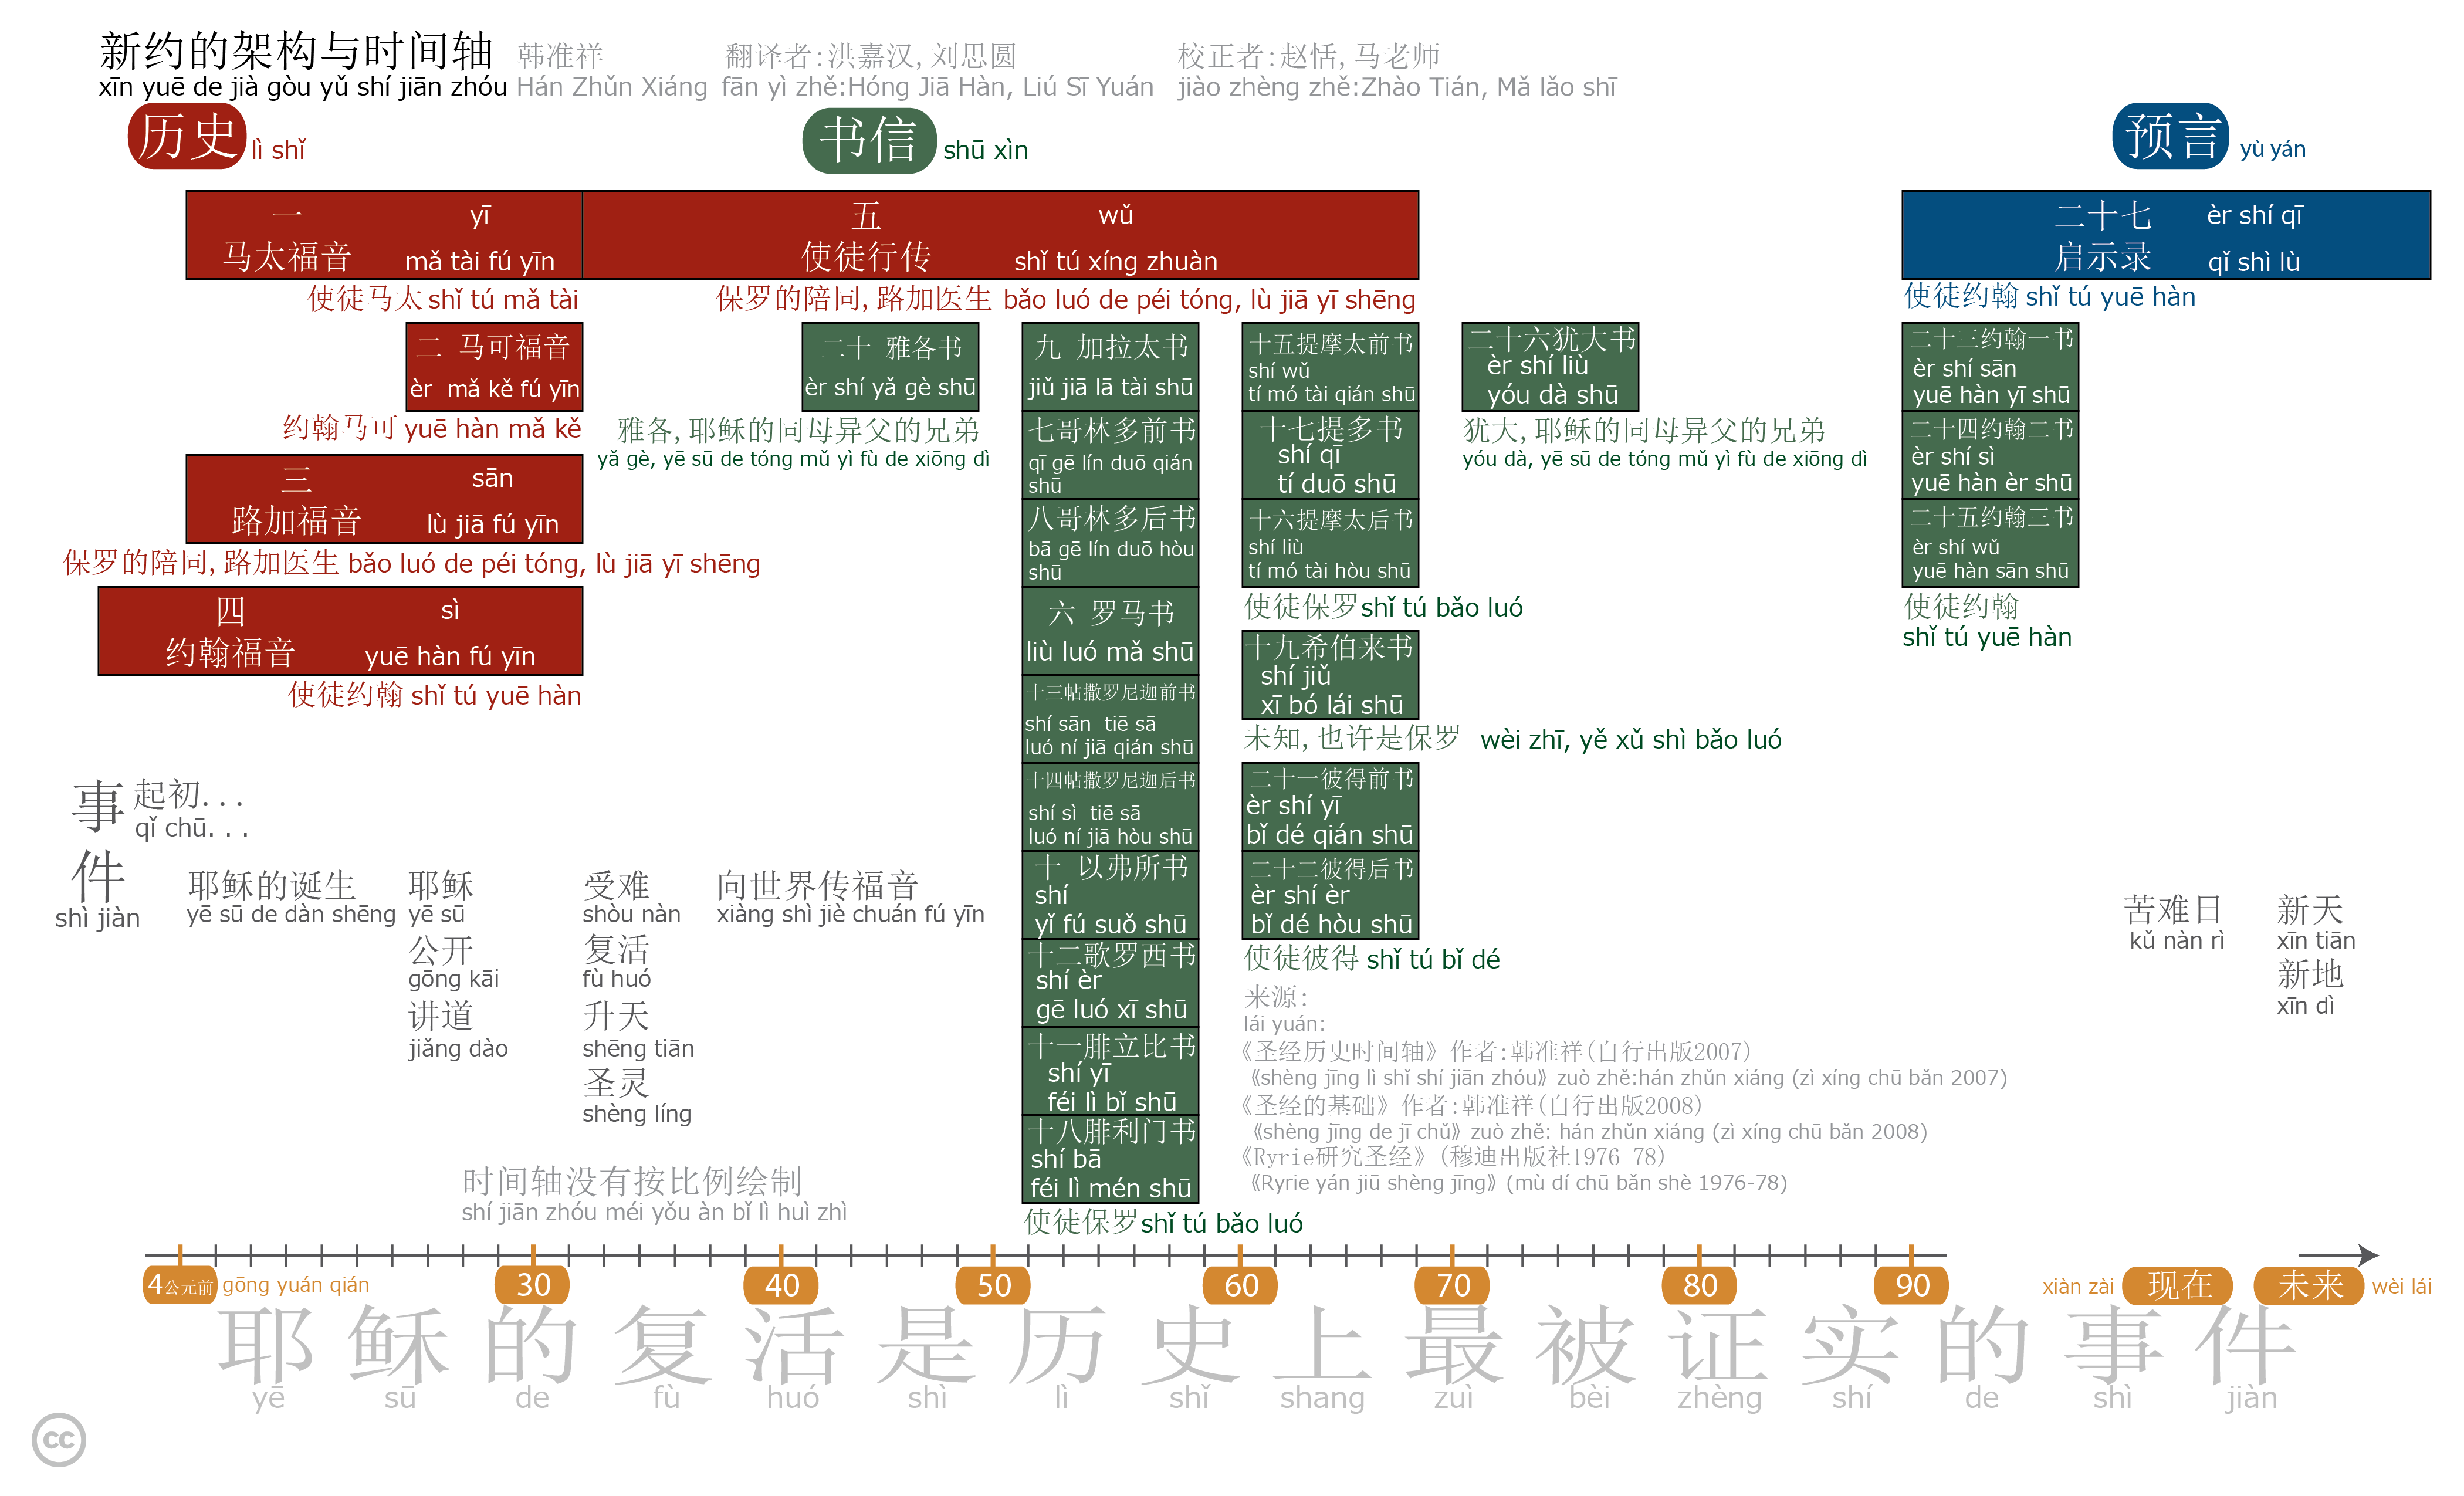 新约的架构与时间轴
xīn yuē de jià gòu yǔ shí jiān zhóu
韩准祥
Hán Zhǔn Xiáng
翻译者:洪嘉汉,刘思圆
fān yì zhě:Hóng Jiā Hàn, Liú Sī Yuán
校正者:赵恬,马老师
jiào zhèng zhě:Zhào Tián, Mǎ lǎo shī
历史 lì shǐ
书信 shū xìn
预言 yù yán
一 yī
马太福音 mǎ tài fú yīn
使徒马太 shǐ tú mǎ tài
五 wǔ
使徒行传 shǐ tú xíng zhuàn
保罗的陪同,路加医生 bǎo luó de péi tóng, lù jiā yī shēng
二十七 èr shí qī
启示录 qǐ shì lù
使徒约翰 shǐ tú yuē hàn
二 马可福音
èr mǎ kě fú yīn
约翰马可 yuē hàn mǎ kě
三 sān
路加福音 lù jiā fú yīn
保罗的陪同,路加医生 bǎo luó de péi tóng, lù jiā yī shēng
四 sì
约翰福音 yuē hàn fú yīn
使徒约翰 shǐ tú yuē hàn
二十 雅各书
èr shí yǎ gè shū
雅各,耶稣的同母异父的兄弟
yǎ gè, yē sū de tóng mǔ yì fù de xiōng dì
九 加拉太书
jiǔ jiā lā tài shū
七哥林多前书
qī gē lín duō qián
shū
八哥林多后书
bā gē lín duō hòu
shū
六 罗马书
liù luó mǎ shū
十三帖撒罗尼迦前书
shí sān tiē sā
luó ní jiā qián shū
十四帖撒罗尼迦后书
shí sì tiē sā
luó ní jiā hòu shū
十 以弗所书
shí
yǐ fú suǒ shū
十二歌罗西书
shí èr
gē luó xī shū
十一腓立比书
shí yī
féi lì bǐ shū
十八腓利门书
shí bā
féi lì mén shū
使徒保罗shǐ tú bǎo luó
十五提摩太前书
shí wǔ
tí mó tài qián shū
十七提多书
shí qī
tí duō shū
十六提摩太后书
shí liù
tí mó tài hòu shū
使徒保罗shǐ tú bǎo luó
十九希伯来书
shí jiǔ
xī bó lái shū
未知,也许是保罗 wèi zhī, yě xǔ shì bǎo luó
二十一彼得前书
èr shí yī
bǐ dé qián shū
二十二彼得后书
èr shí èr
bǐ dé hòu shū
使徒彼得 shǐ tú bǐ dé
二十六犹大书
èr shí liù
yóu dà shū
犹大,耶稣的同母异父的兄弟
yóu dà, yē sū de tóng mǔ yì fù de xiōng dì
二十三约翰一书
èr shí sān
yuē hàn yī shū
二十四约翰二书
èr shí sì
yuē hàn èr shū
二十五约翰三书
èr shí wǔ
yuē hàn sān shū
使徒约翰
shǐ tú yuē hàn
事件
shì jiàn
起初...
qǐ chū. . .
耶稣的诞生
yē sū de dàn shēng
耶稣
yē sū
公开
gōng kāi
讲道
jiǎng dào
受难
shòu nàn
复活
fù huó
升天
shēng tiān
圣灵
shèng líng
向世界传福音
xiàng shì jiè chuán fú yīn
苦难日
kǔ nàn rì
新天
xīn tiān
新地
xīn dì
来源:
lái yuán:
《圣经历史时间轴》作者:韩准祥(自行出版2007)
《shèng jīng lì shǐ shí jiān zhóu》zuò zhě:hán zhǔn xiáng (zì xíng chū bǎn 2007)
《圣经的基础》作者:韩准祥(自行出版2008)
《shèng jīng de jī chǔ》zuò zhě: hán zhǔn xiáng (zì xíng chū bǎn 2008)
《Ryrie研究圣经》(穆迪出版社1976-78)
《Ryrie yán jiū shèng jīng》(mù dí chū bǎn shè 1976-78)
时间轴没有按比例绘制
shí jiān zhóu méi yǒu àn bǐ lì huì zhì
4公元前 gōng yuán qián 30 40 50 60 70 80 90 xiàn zài 现在 未来 wèi lái
耶稣的复活是历史上最被证实的事件
yē sū de fù huó shì lì shǐ shang zuì bèi zhèng shí de shì jiàn
cc